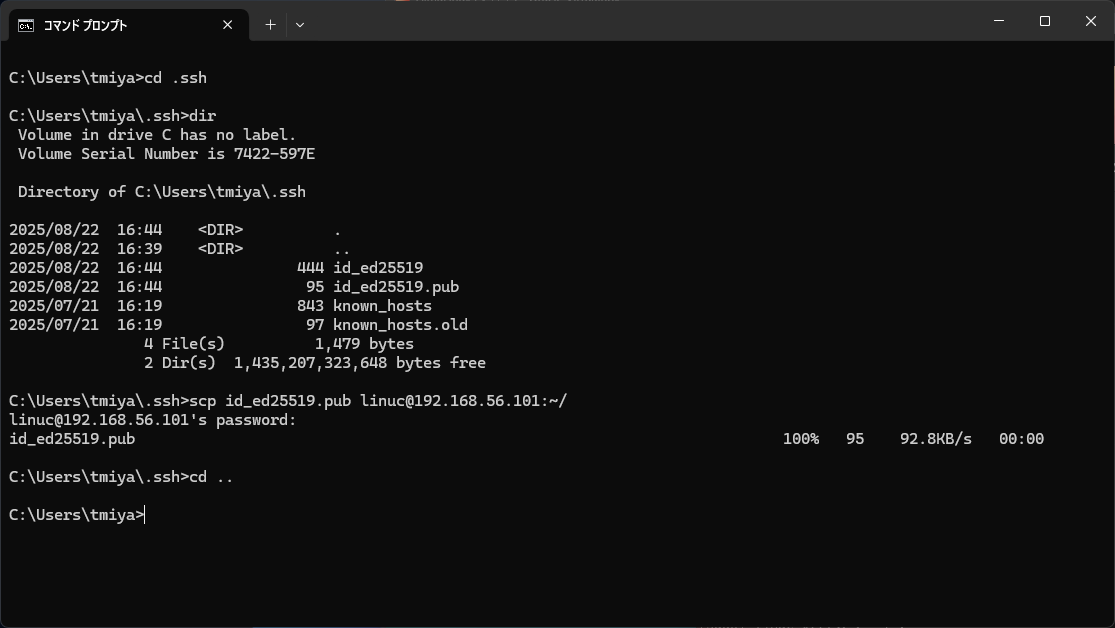 コマンド プロンプト
C:\Users\tmiya>cd .ssh
C:\Users\tmiya\.ssh>dir
Volume in drive C has no label.
Volume Serial Number is 7422-597E
Directory of C:\Users\tmiya\.ssh
2025/08/22  16:44    <DIR>          .
2025/08/22  16:39    <DIR>          ..
2025/08/22  16:44               444 id_ed25519
2025/08/22  16:44                95 id_ed25519.pub
2025/07/21  16:19               843 known_hosts
2025/07/21  16:19                97 known_hosts.old
4 File(s)          1,479 bytes
2 Dir(s)  1,435,207,323,648 bytes free
C:\Users\tmiya\.ssh>scp id_ed25519.pub linuc@192.168.56.101:~/
linuc@192.168.56.101's password:
id_ed25519.pub 100%   95    92.8KB/s   00:00
C:\Users\tmiya\.ssh>cd ..
C:\Users\tmiya>